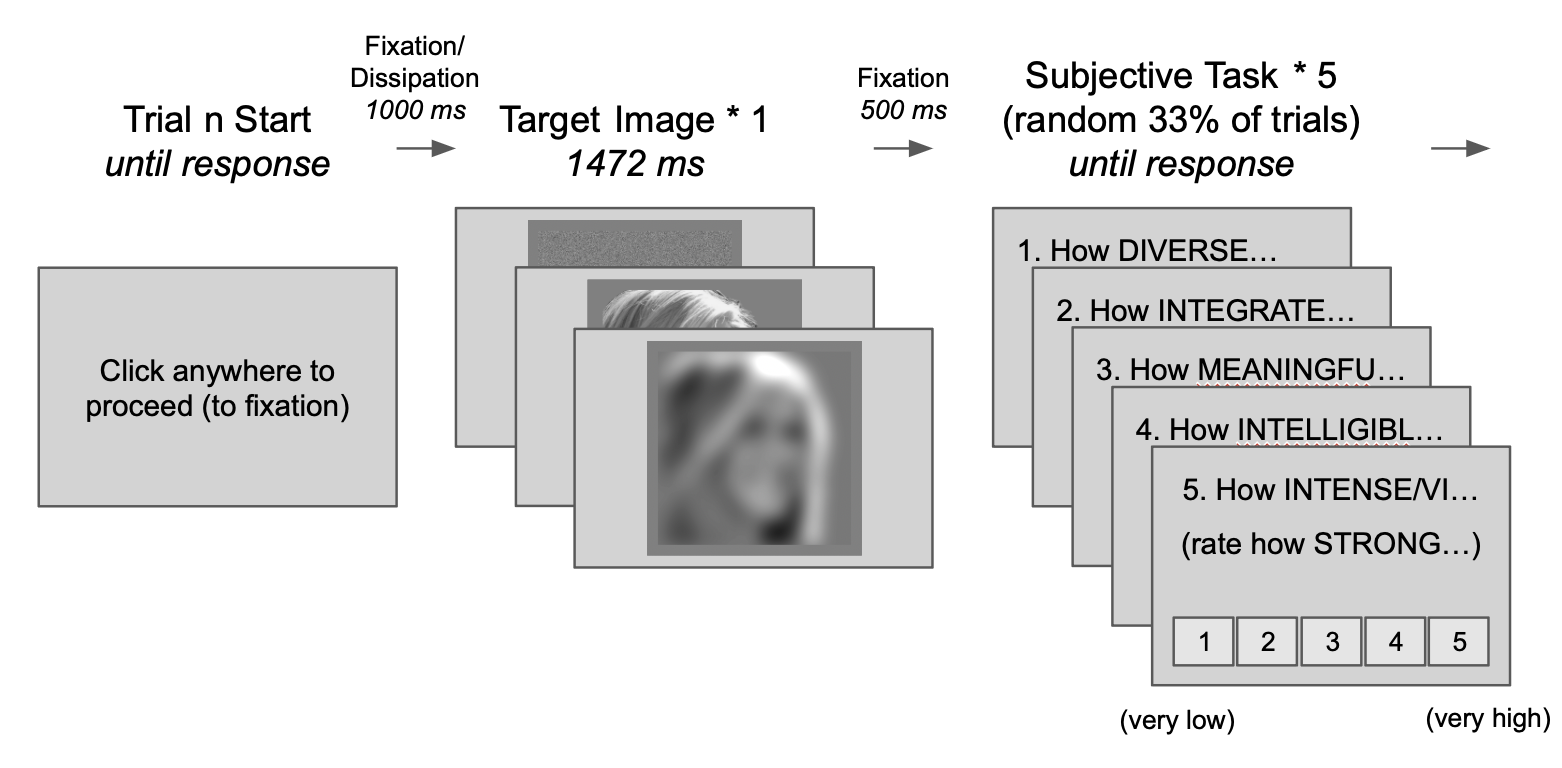 Trial n Start
until response
Fixation/
Dissipation
1000 ms
Target Image * 1
1472 ms
Fixation
500 ms
Subjective Task * 5
(random 33% of trials)
until response
Click anywhere to
proceed (to fixation)
1. How DIVERSE…
2. How INTEGRATE…
3. How MEANINGFU…
4. How INTELLIGIBL…
5. How INTENSE/VI…
(rate how STRONG…)
1 2 3 4 5
(very low) (very high)